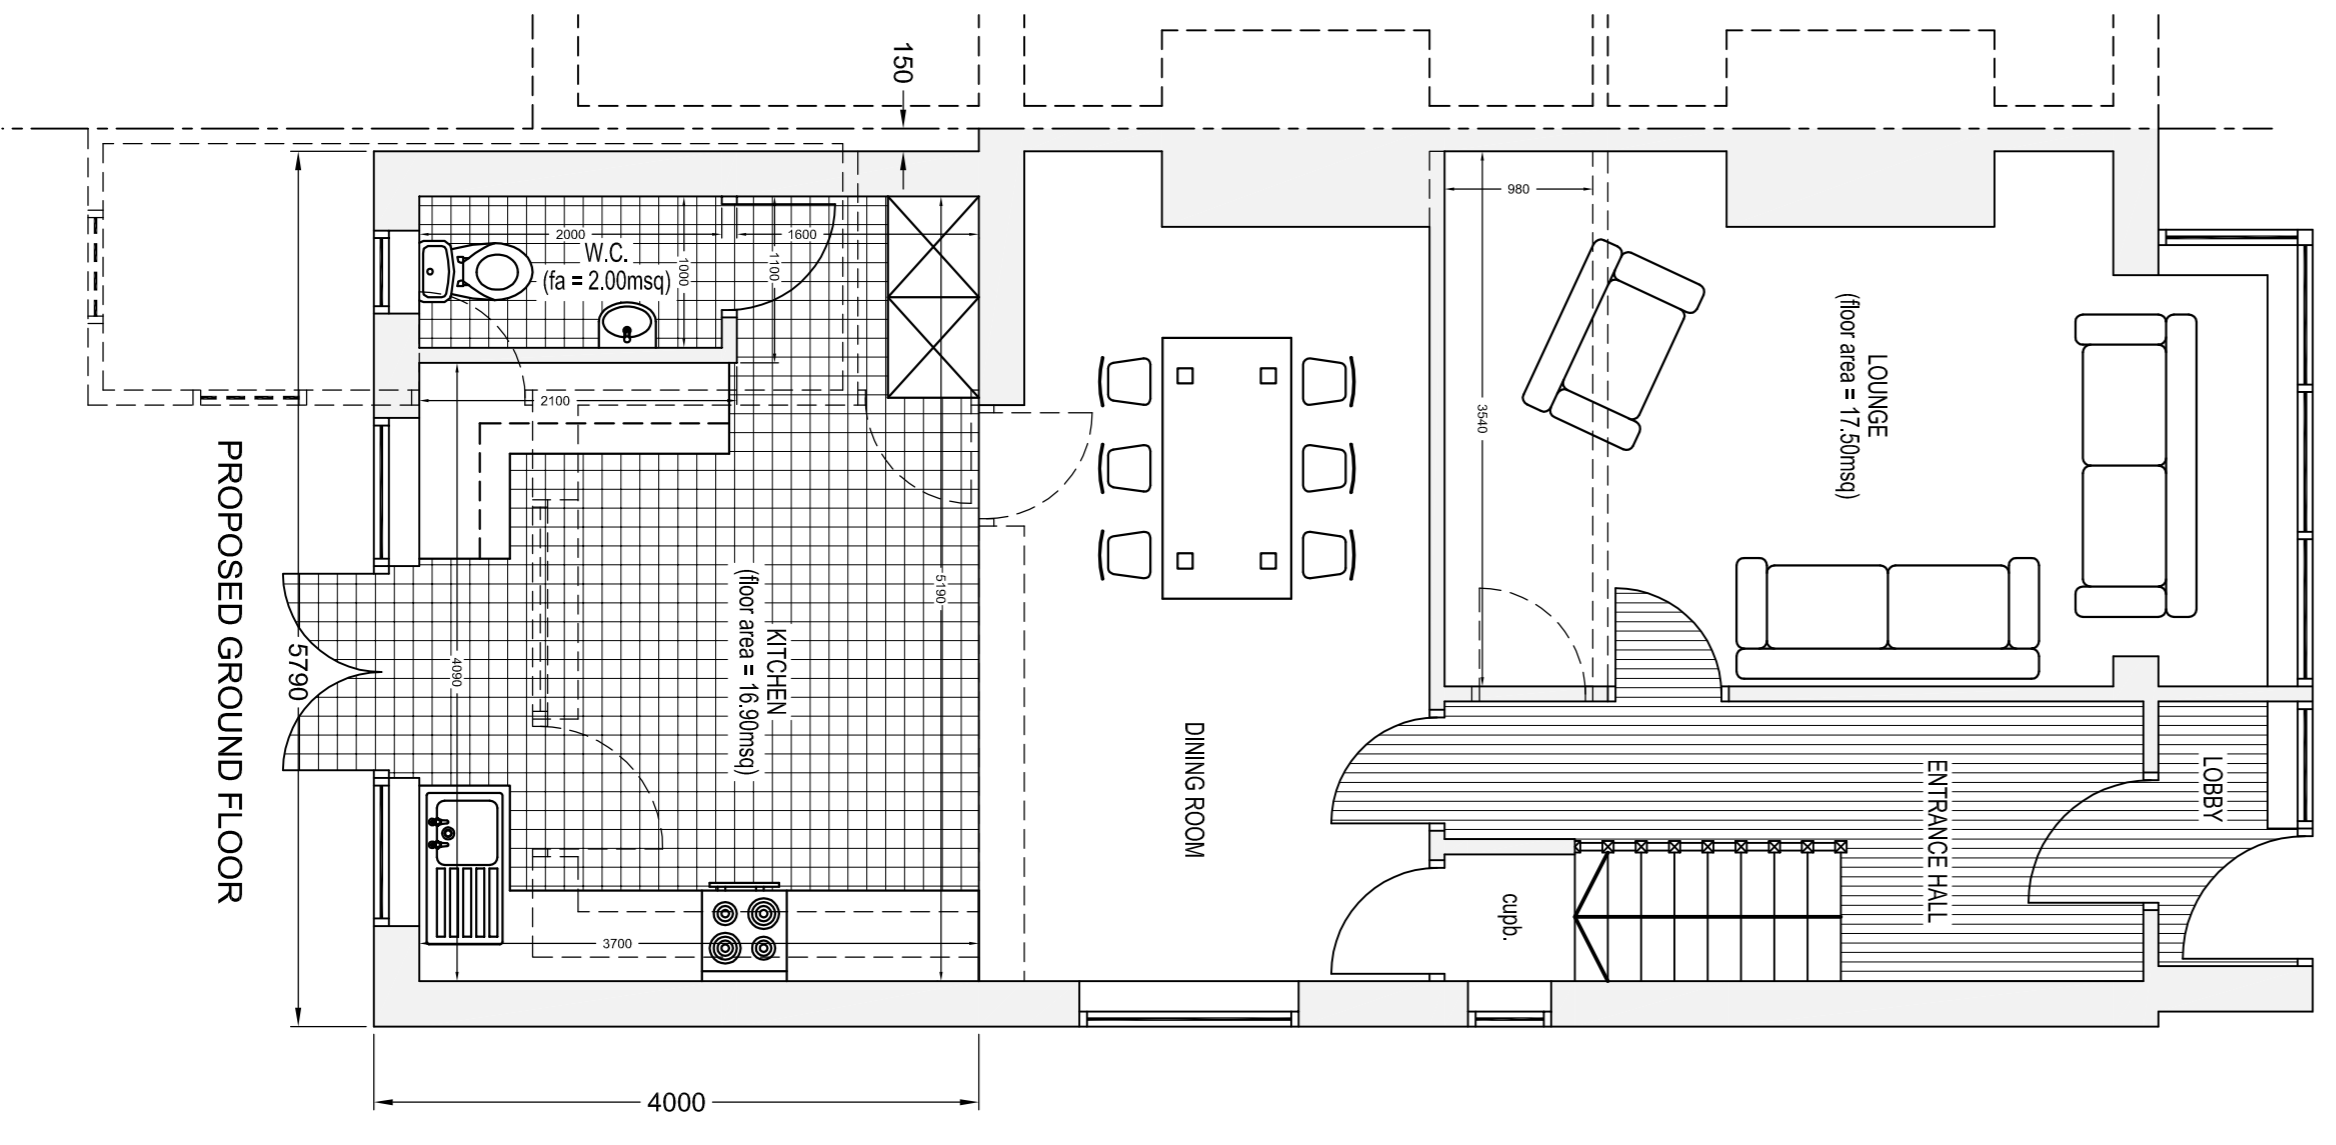 150
980
2000
1600
W.C.
(fa = 2.00msq)
1000
1100
2100
3540
LOUNGE
(floor area = 17.50msq)
PROPOSED GROUND FLOOR
5790
4090
KITCHEN
(floor area = 16.90msq)
5190
3700
DINING ROOM
ENTRANCE HALL
LOBBY
cupb.
4000